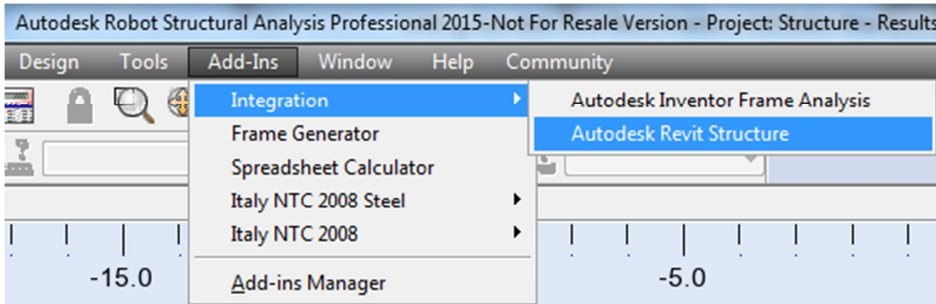 Autodesk Robot Structural Analysis Professional 2015-Not For Resale Version - Project: Structure - Results
Design Tools Add-Ins Window Help Community
Integration
Autodesk Inventor Frame Analysis
Autodesk Revit Structure
Frame Generator
Spreadsheet Calculator
Italy NTC 2008 Steel
Italy NTC 2008
Add-ins Manager
-15.0 -5.0